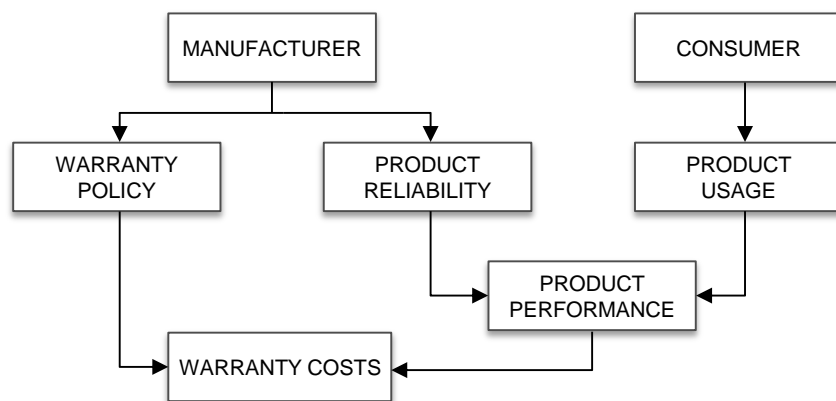 MANUFACTURER
CONSUMER
WARRANTY
POLICY
PRODUCT
RELIABILITY
PRODUCT
USAGE
PRODUCT
PERFORMANCE
WARRANTY COSTS